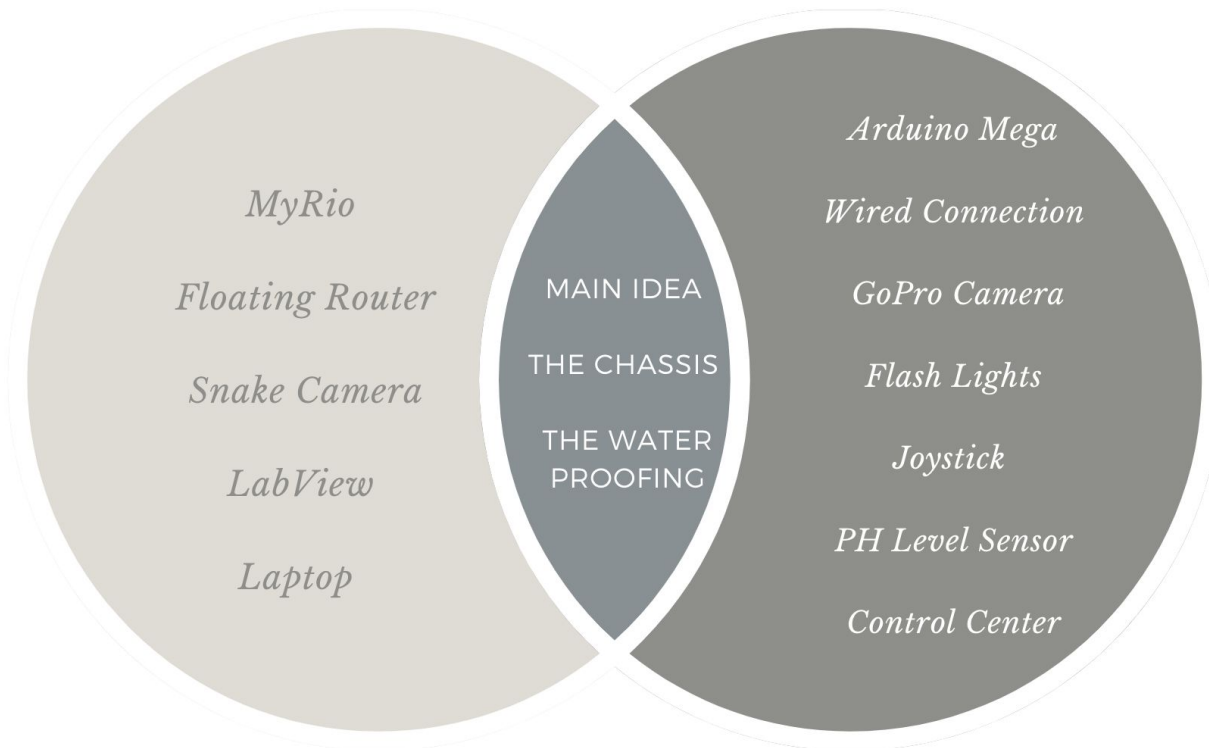 MyRio
Floating Router
Snake Camera
LabView
Laptop
MAIN IDEA
THE CHASSIS
THE WATER
PROOFING
Arduino Mega
Wired Connection
GoPro Camera
Flash Lights
Joystick
PH Level Sensor
Control Center